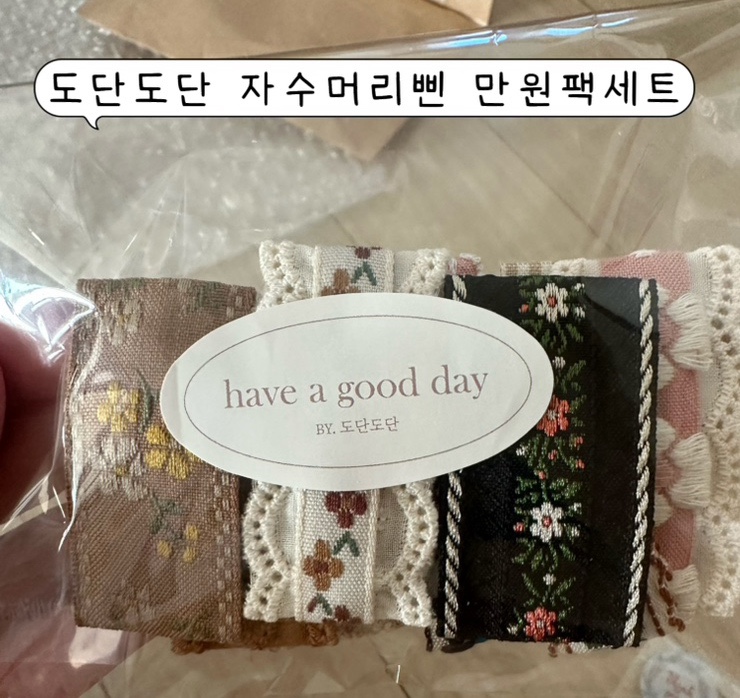 도단도단 자수머리삔 만원팩세트
have a good day
BY. 도단도단